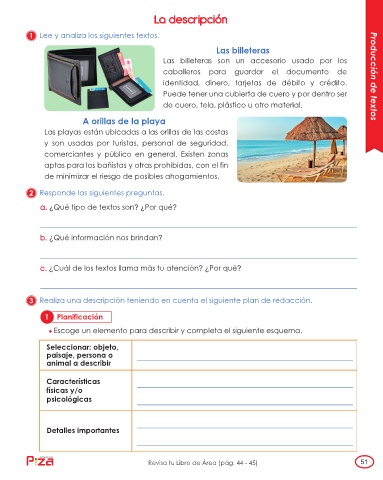 La descripción
1 Lee y analiza los siguientes textos.
Las billeteras
Las billeteras son un accesorio usado por los
caballeros para guardar el documento de
identidad, dinero, tarjetas de débito y crédito.
Puede tener una cubierta de cuero y por dentro ser
de cuero, tela, plástico u otro material.
A orillas de la playa
Las playas están ubicadas a las orillas de las costas
y son usadas por turistas, personal de seguridad,
comerciantes y público en general. Existen zonas
aptas para los bañistas y otras prohibidas, con el fin
de minimizar el riesgo de posibles ahogamientos.
Producción de textos
2 Responde las siguientes preguntas.
a. ¿Qué tipo de textos son? ¿Por qué?
b. ¿Qué información nos brindan?
c. ¿Cuál de los textos llama más tu atención? ¿Por qué?
3 Realiza una descripción teniendo en cuenta el siguiente plan de redacción.
1 Planificación
• Escoge un elemento para describir y completa el siguiente esquema.
Seleccionar: objeto,
paisaje, persona o
animal a describir
Características
físicas y/o
psicológicas
Detalles importantes
Piza
Revisa tu Libro de Área (pág. 44 - 45)
51